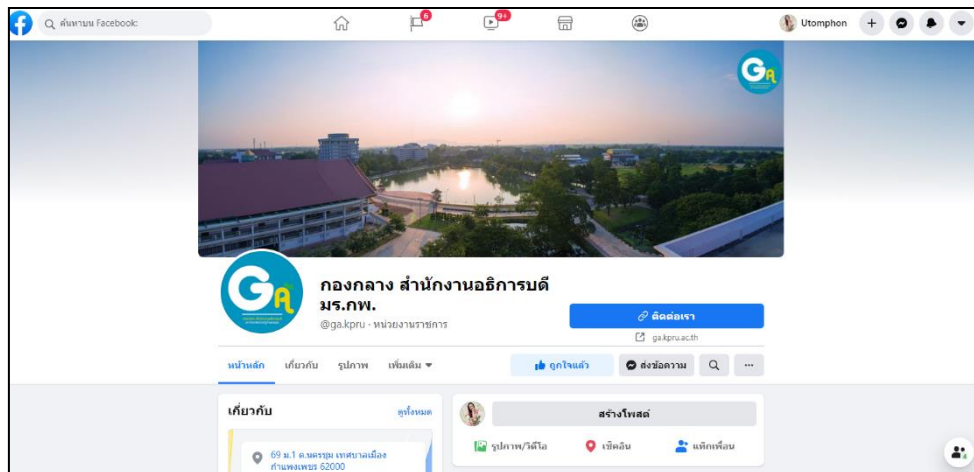 ค้นหาบน Facebook
6
9+
Utomphon
GA
GA
กองกลาง สำนักงานอธิการบดี
มร.กพ.
@ga.kpru · หน่วยงานราชการ
ติดต่อเรา
ga.kpru.ac.th
หน้าหลัก เกี่ยวกับ รูปภาพ เพิ่มเติม
ถูกใจแล้ว ส่งข้อความ
เกี่ยวกับ ดูทั้งหมด
สร้างโพสต์
รูปภาพ/วิดีโอ เช็คอิน แท็กเพื่อน
69 ม.1 ต.นครชุม เทศบาลเมือง
กำแพงเพชร 62000